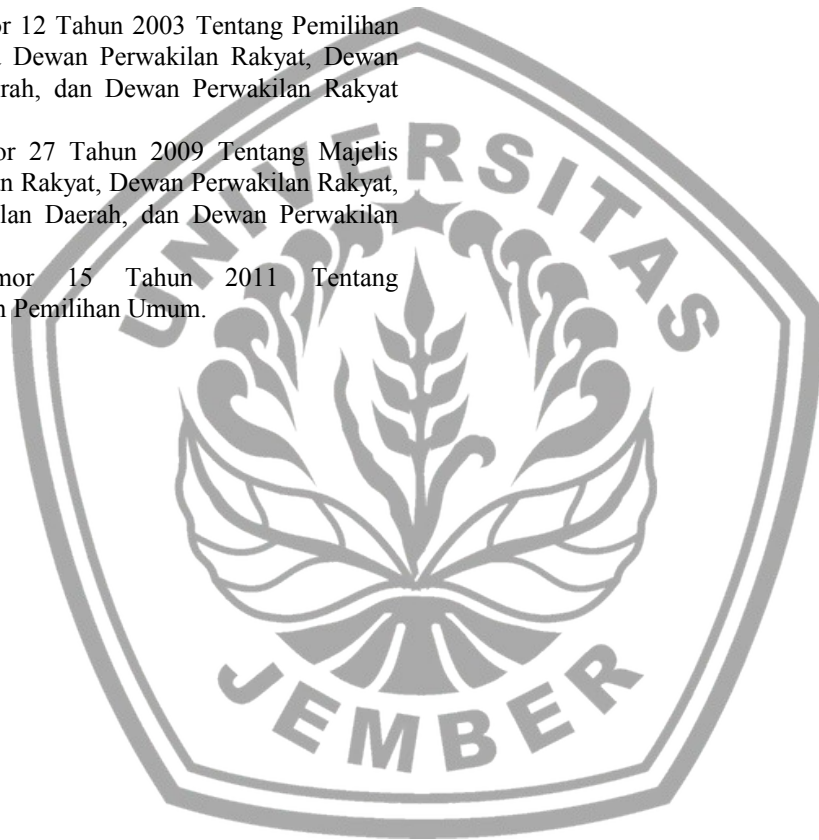 or 12 Tahun 2003 Tentang Pemilihan
Dewan Perwakilan Rakyat, Dewan
rah, dan Dewan Perwakilan Rakyat
or 27 Tahun 2009 Tentang Majelis
n Rakyat, Dewan Perwakilan Rakyat,
lan Daerah, dan Dewan Perwakilan
mor 15 Tahun 2011 Tentang
n Pemilihan Umum.
UNIVERSITAS
JEMBER